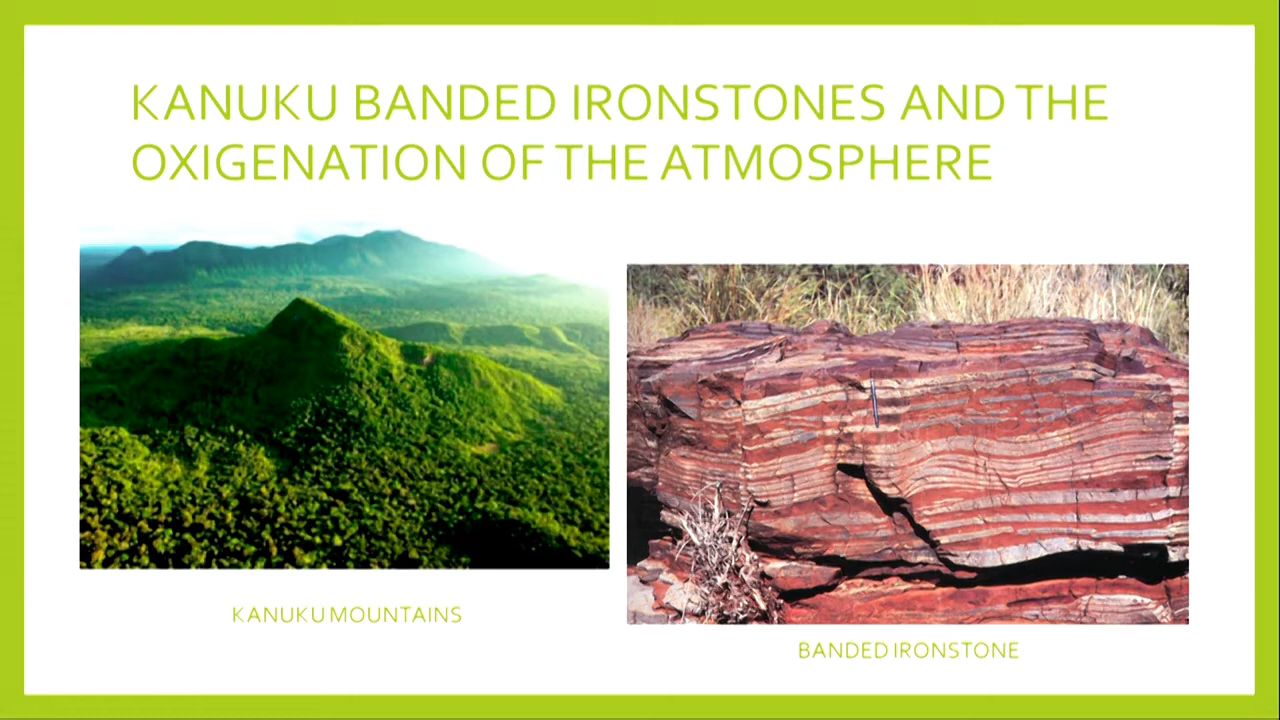 KANUKU BANDED IRONSTONES AND THE
OXIGENATION OF THE ATMOSPHERE
KANUKU MOUNTAINS
BANDED IRONSTONE